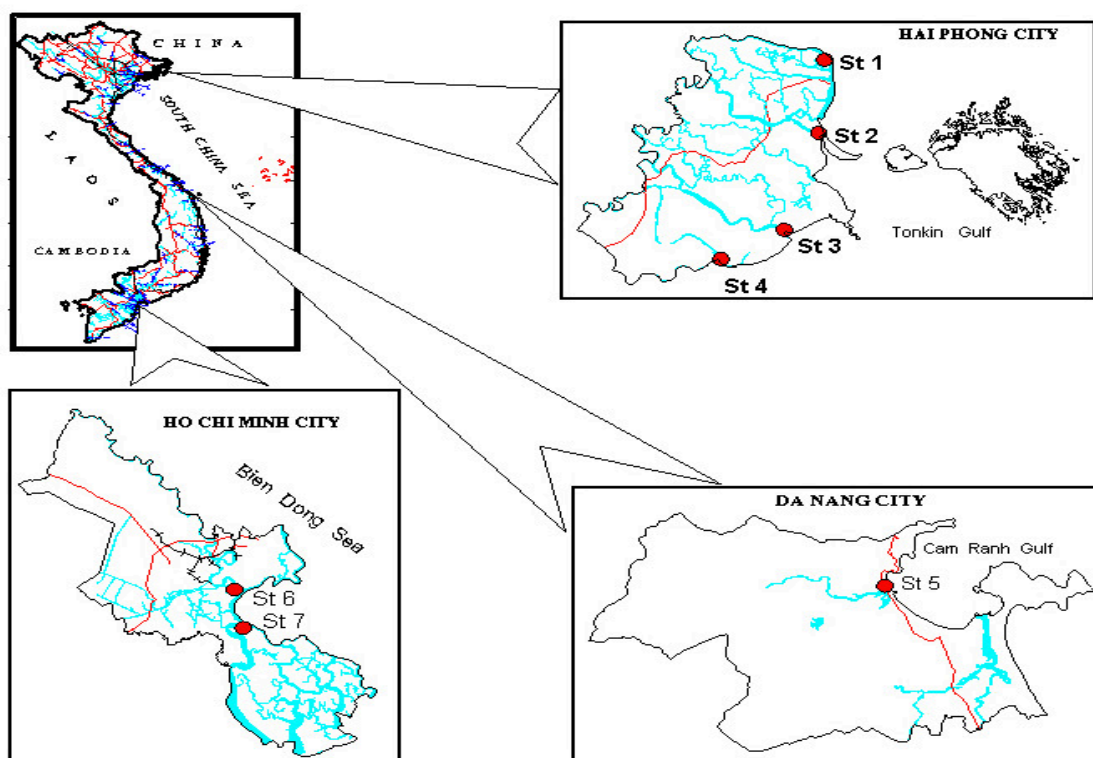 CHINA
LAOS
SOUTH CHINA SEA
CAMBODIA
HAI PHONG CITY
St 1
St 2
St 3
St 4
Tonkin Gulf
HO CHI MINH CITY
Bien Dong Sea
St 6
St 7
DA NANG CITY
Cam Ranh Gulf
St 5